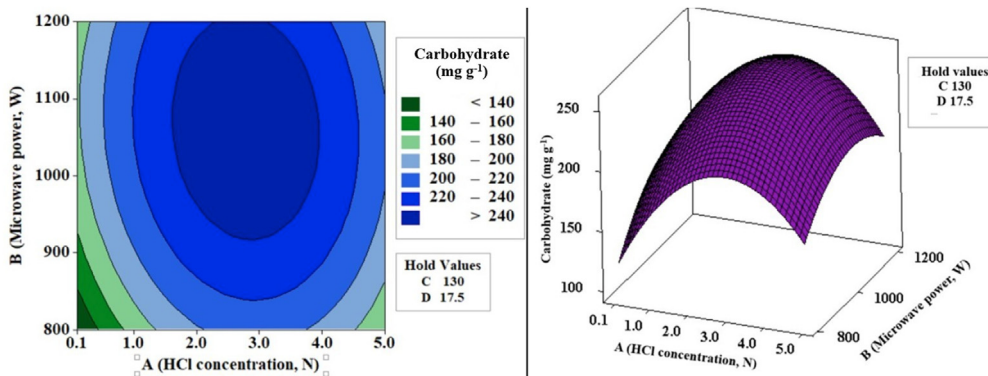 1200
1100
1000
900
800
B (Microwave power, W)
0.1 1.0 2.0 3.0 4.0 5.0
A (HCl concentration, N)
Carbohydrate
(mg g-1)
< 140
140 – 160
160 – 180
180 – 200
200 – 220
220 – 240
> 240
Hold Values
C 130
D 17.5
250
200
150
100
Carbohydrate (mg g-1)
0.1 1.0 2.0 3.0 4.0 5.0
A (HCl concentration, N)
800
1000
1200
B (Microwave power, W)
Hold values
C 130
D 17.5